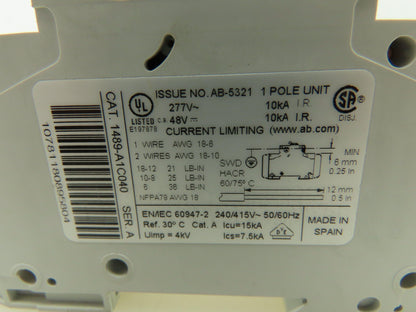 ISSUE NO. AB-5321 1 POLE UNIT
UL LISTED C.B. E197878
277V~ 10kA I.R.
48V⎓ 10kA I.R.
SA DISJ.
CURRENT LIMITING (www.ab.com)
1 WIRE AWG 18-6
2 WIRES AWG 18-10
18-12 21 LB-IN
10-8 25 LB-IN
6 36 LB-IN
NFPA79 AWG 18
SWD
HACR
60/75°C
MIN
6 mm
0.25 In
12 mm
0.5 In
EN/IEC 60947-2 240/415V~ 50/60Hz
Ref. 30° C Cat. A Icu=15kA
Uimp = 4kV Ics=7.5kA
MADE IN
SPAIN
CAT. 1489-A1C040 SER A
10781180895804